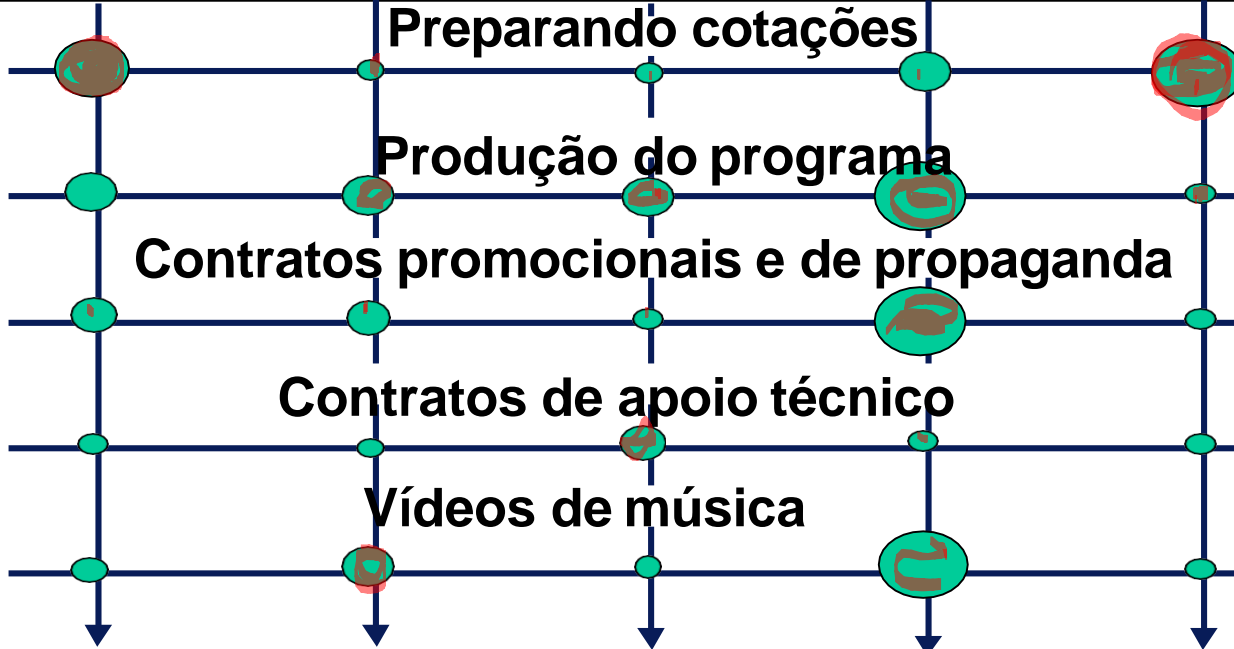 Preparando cotações
Produção do programa
Contratos promocionais e de propaganda
Contratos de apoio técnico
Vídeos de música